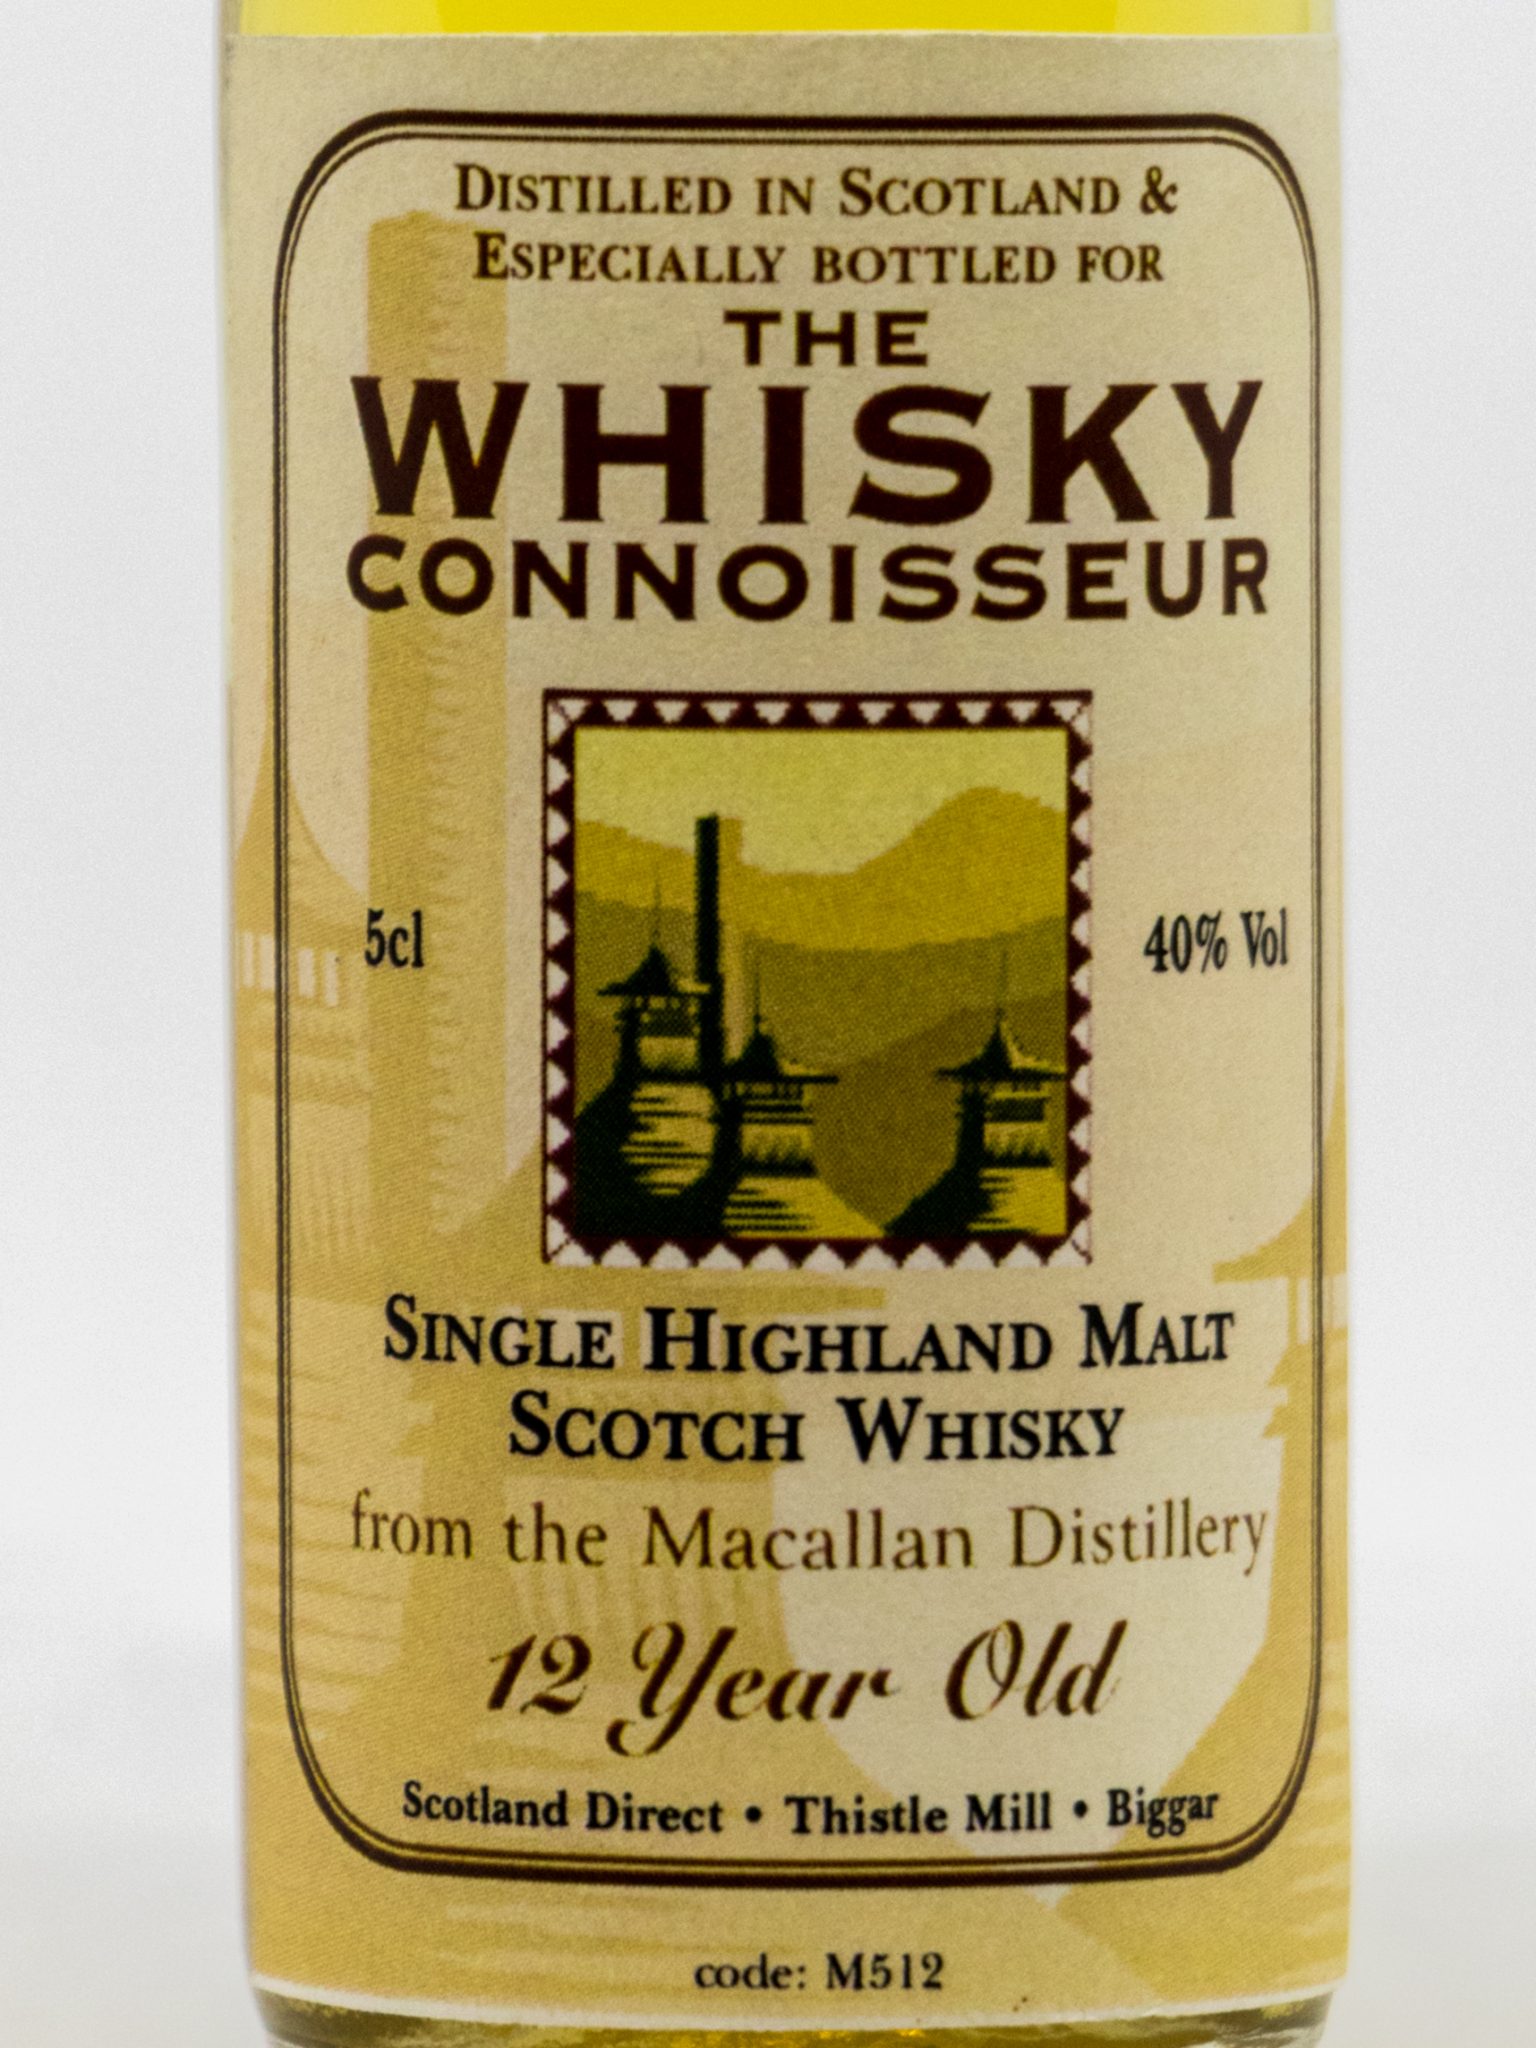 DISTILLED IN SCOTLAND &
ESPECIALLY BOTTLED FOR
THE
WHISKY
CONNOISSEUR
5cl
40% Vol
SINGLE HIGHLAND MALT
SCOTCH WHISKY
from the Macallan Distillery
12 Year Old
Scotland Direct • Thistle Mill • Biggar
code: M512